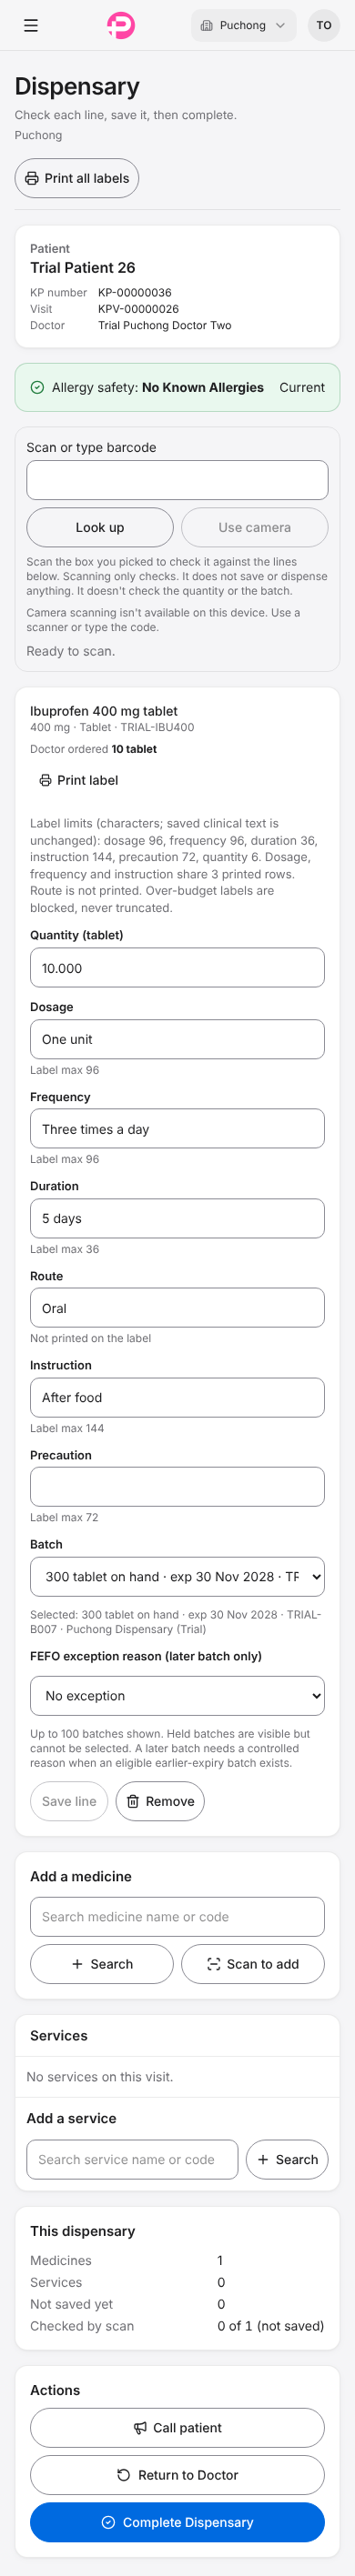 Puchong
TO
Dispensary
Check each line, save it, then complete.
Puchong
Print all labels
Patient
Trial Patient 26
KP number KP-00000036
Visit KPV-00000026
Doctor Trial Puchong Doctor Two
Allergy safety: No Known Allergies Current
Scan or type barcode
Look up
Use camera
Scan the box you picked to check it against the lines
below. Scanning only checks. It does not save or dispense
anything. It doesn't check the quantity or the batch.
Camera scanning isn't available on this device. Use a
scanner or type the code.
Ready to scan.
Ibuprofen 400 mg tablet
400 mg · Tablet · TRIAL-IBU400
Doctor ordered 10 tablet
Print label
Label limits (characters; saved clinical text is
unchanged): dosage 96, frequency 96, duration 36,
instruction 144, precaution 72, quantity 6. Dosage,
frequency and instruction share 3 printed rows.
Route is not printed. Over-budget labels are
blocked, never truncated.
Quantity (tablet)
10.000
Dosage
One unit
Label max 96
Frequency
Three times a day
Label max 96
Duration
5 days
Label max 36
Route
Oral
Not printed on the label
Instruction
After food
Label max 144
Precaution
Label max 72
Batch
300 tablet on hand · exp 30 Nov 2028 · TF
Selected: 300 tablet on hand · exp 30 Nov 2028 · TRIAL-
B007 · Puchong Dispensary (Trial)
FEFO exception reason (later batch only)
No exception
Up to 100 batches shown. Held batches are visible but
cannot be selected. A later batch needs a controlled
reason when an eligible earlier-expiry batch exists.
Save line
Remove
Add a medicine
Search medicine name or code
Search
Scan to add
Services
No services on this visit.
Add a service
Search service name or code
Search
This dispensary
Medicines 1
Services 0
Not saved yet 0
Checked by scan 0 of 1 (not saved)
Actions
Call patient
Return to Doctor
Complete Dispensary